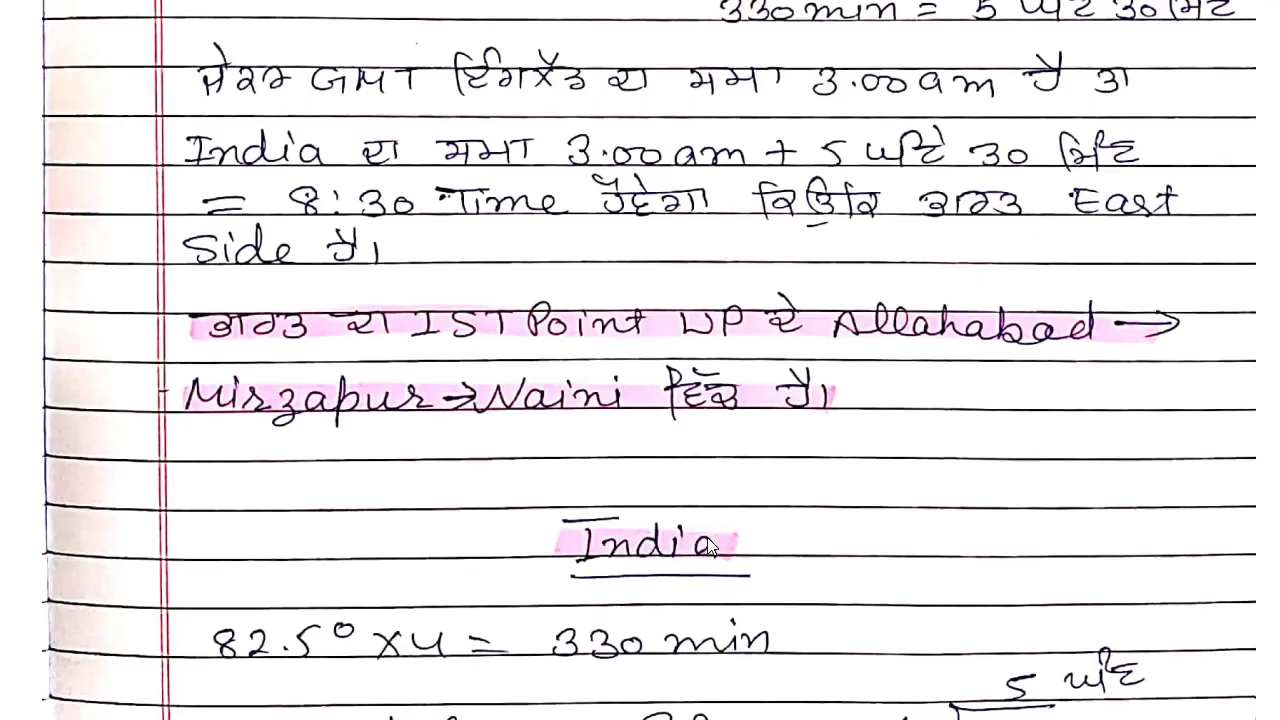 330 min = 5 ਘੰਟੇ 30 ਮਿੰਟ
ਜੇਕਰ GMT ਇੰਗਲੈਂਡ ਦਾ ਸਮਾ 3.00 am ਹੈ ਤਾ
India ਦਾ ਸਮਾ 3.00 am + 5 ਘੰਟੇ 30 ਮਿੰਟ
= 8:30 Time ਹੋਵੇਗਾ ਕਿਉਂਕਿ ਭਾਰਤ East
Side ਹੈ।
ਭਾਰਤ ਦਾ IST Point UP ਦੇ Allahabad →
Mirzapur → Naini ਵਿੱਚ ਹੈ।
India
82.5° × 4 = 330 min
5 ਘੰਟੇ